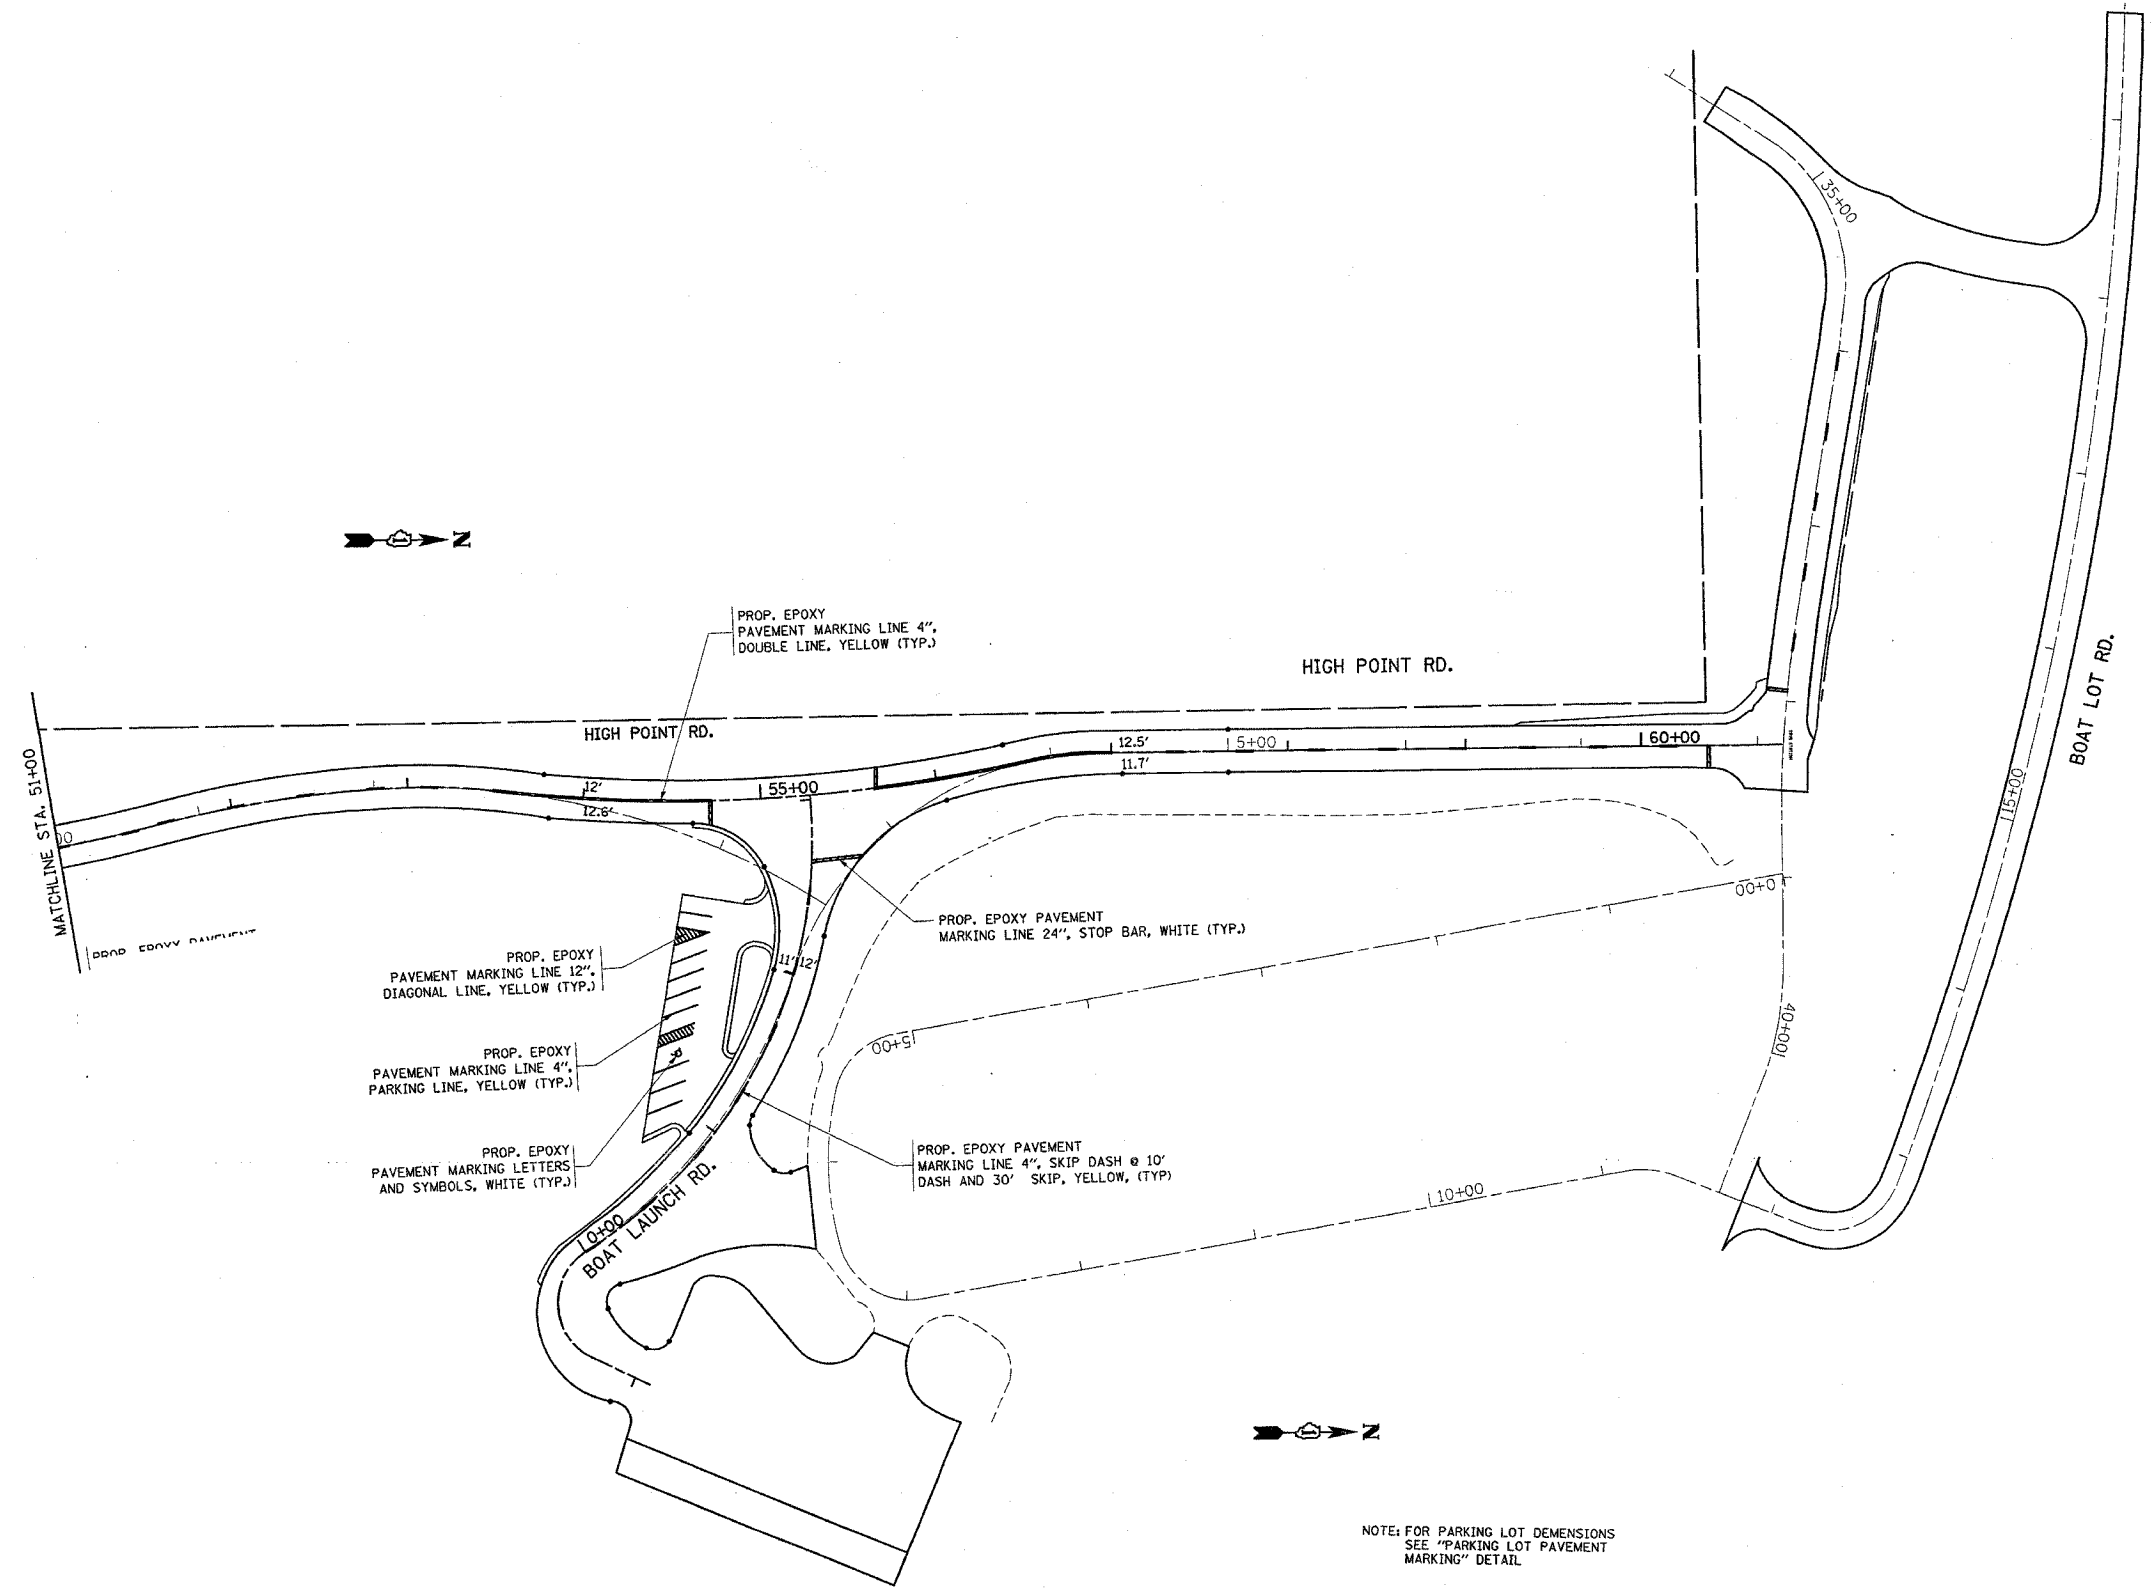 35+00
PROP. EPOXY
PAVEMENT MARKING LINE 4",
DOUBLE LINE, YELLOW (TYP.)
HIGH POINT RD.
HIGH POINT RD.
BOAT LOT RD.
MATCHLINE STA. 51+00
12'
12.6'
55+00
12.5'
11.7'
5+00
60+00
15+00
00
N
0+00
PROP. EPOXY PAVEMENT
PROP. EPOXY PAVEMENT
MARKING LINE 24", STOP BAR, WHITE (TYP.)
PROP. EPOXY
PAVEMENT MARKING LINE 12",
DIAGONAL LINE, YELLOW (TYP.)
11' 12'
5+00
40+00
PROP. EPOXY
PAVEMENT MARKING LINE 4",
PARKING LINE, YELLOW (TYP.)
PROP. EPOXY
PAVEMENT MARKING LETTERS
AND SYMBOLS, WHITE (TYP.)
PROP. EPOXY PAVEMENT
MARKING LINE 4", SKIP DASH @ 10'
DASH AND 30' SKIP, YELLOW, (TYP)
10+00
10+00
BOAT LAUNCH RD.
N
NOTE: FOR PARKING LOT DEMENSIONS
SEE "PARKING LOT PAVEMENT
MARKING" DETAIL